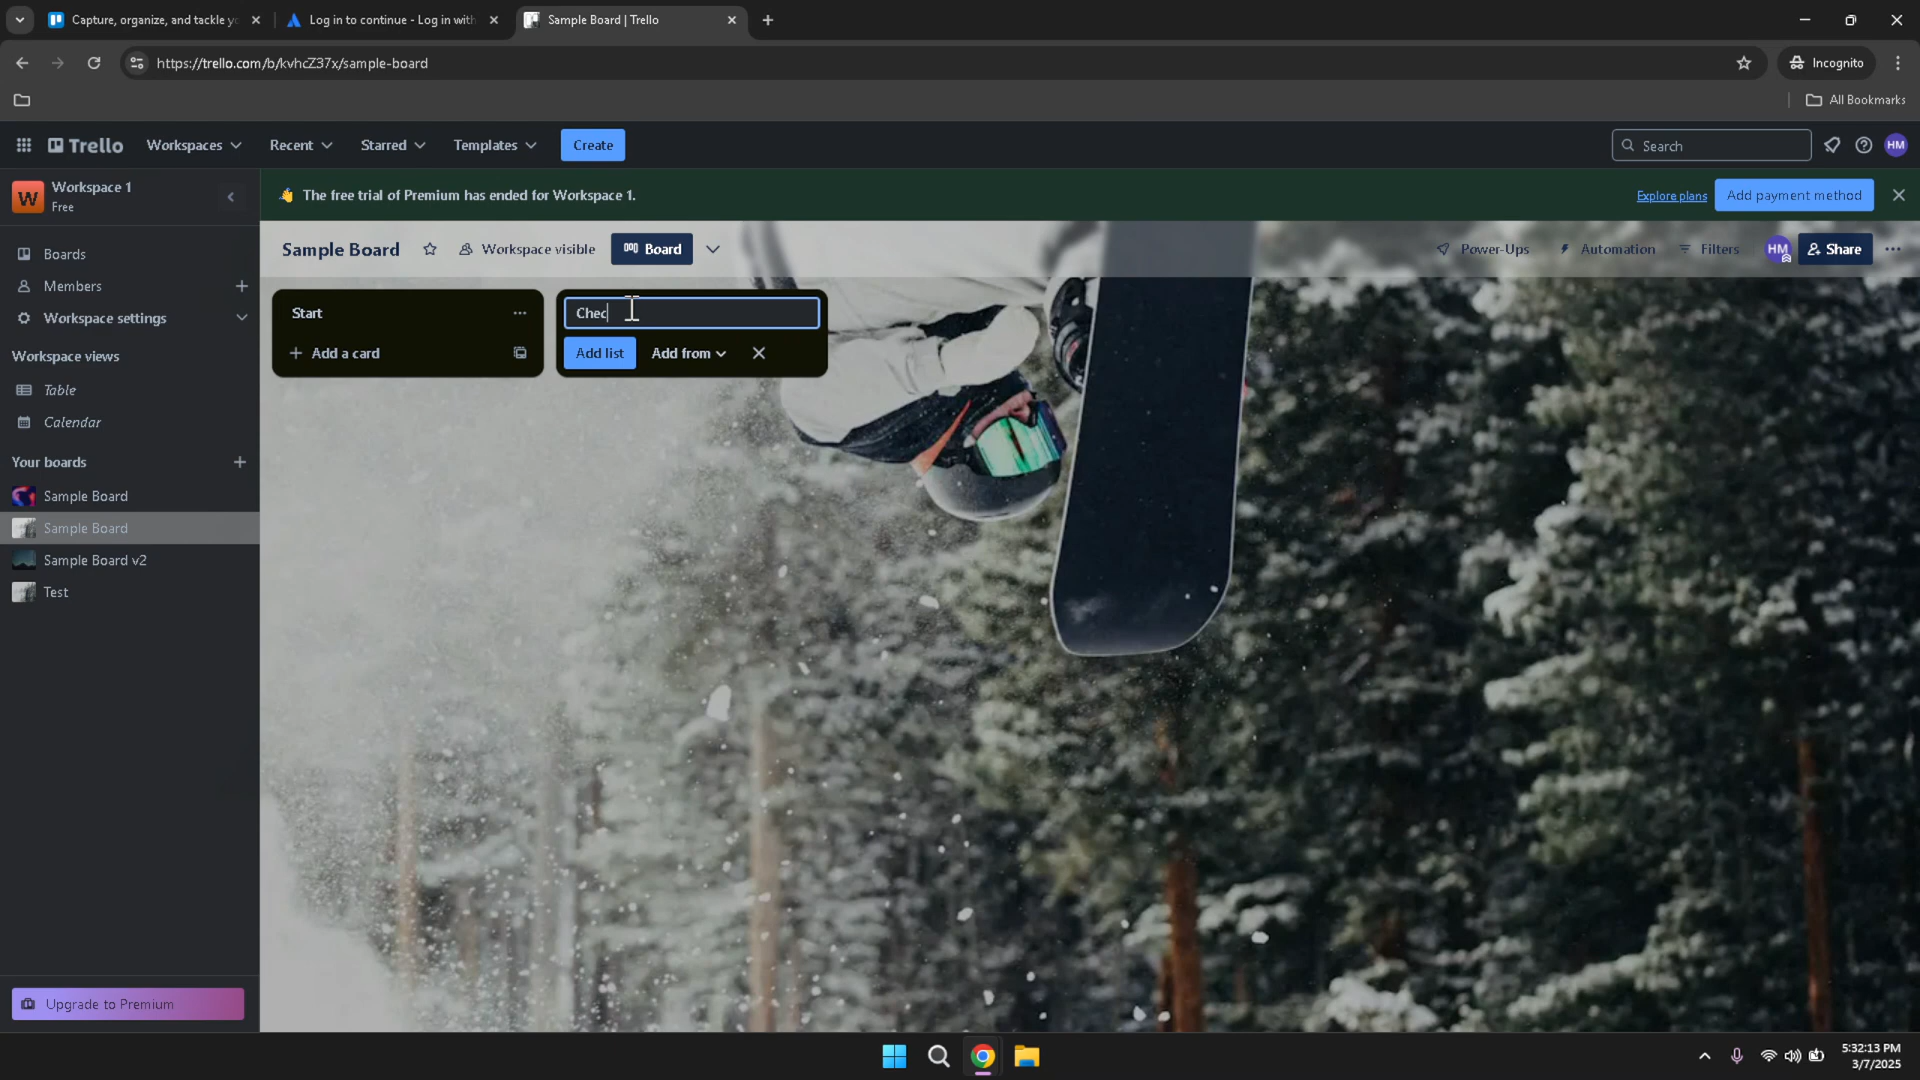 Capture, organize, and tackle yo
Log in to continue - Log in with
Sample Board | Trello
https://trello.com/b/kvhcZ37x/sample-board
Incognito
All Bookmarks
Trello
Workspaces
Recent
Starred
Templates
Create
Search
HM
W
Workspace 1
Free
👋 The free trial of Premium has ended for Workspace 1.
Explore plans
Add payment method
Boards
Members
Workspace settings
Workspace views
Table
Calendar
Your boards
Sample Board
Sample Board
Sample Board v2
Test
Upgrade to Premium
Sample Board
Workspace visible
Board
Power-Ups
Automation
Filters
HM
Share
Start
Add a card
Chec
Add list
Add from
5:32:13 PM
3/7/2025